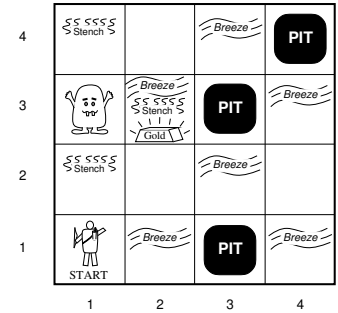 4 Stench Breeze PIT
Breeze
3 Stench PIT Breeze
Gold
2 Stench Breeze
1 Breeze PIT Breeze
START
1 2 3 4